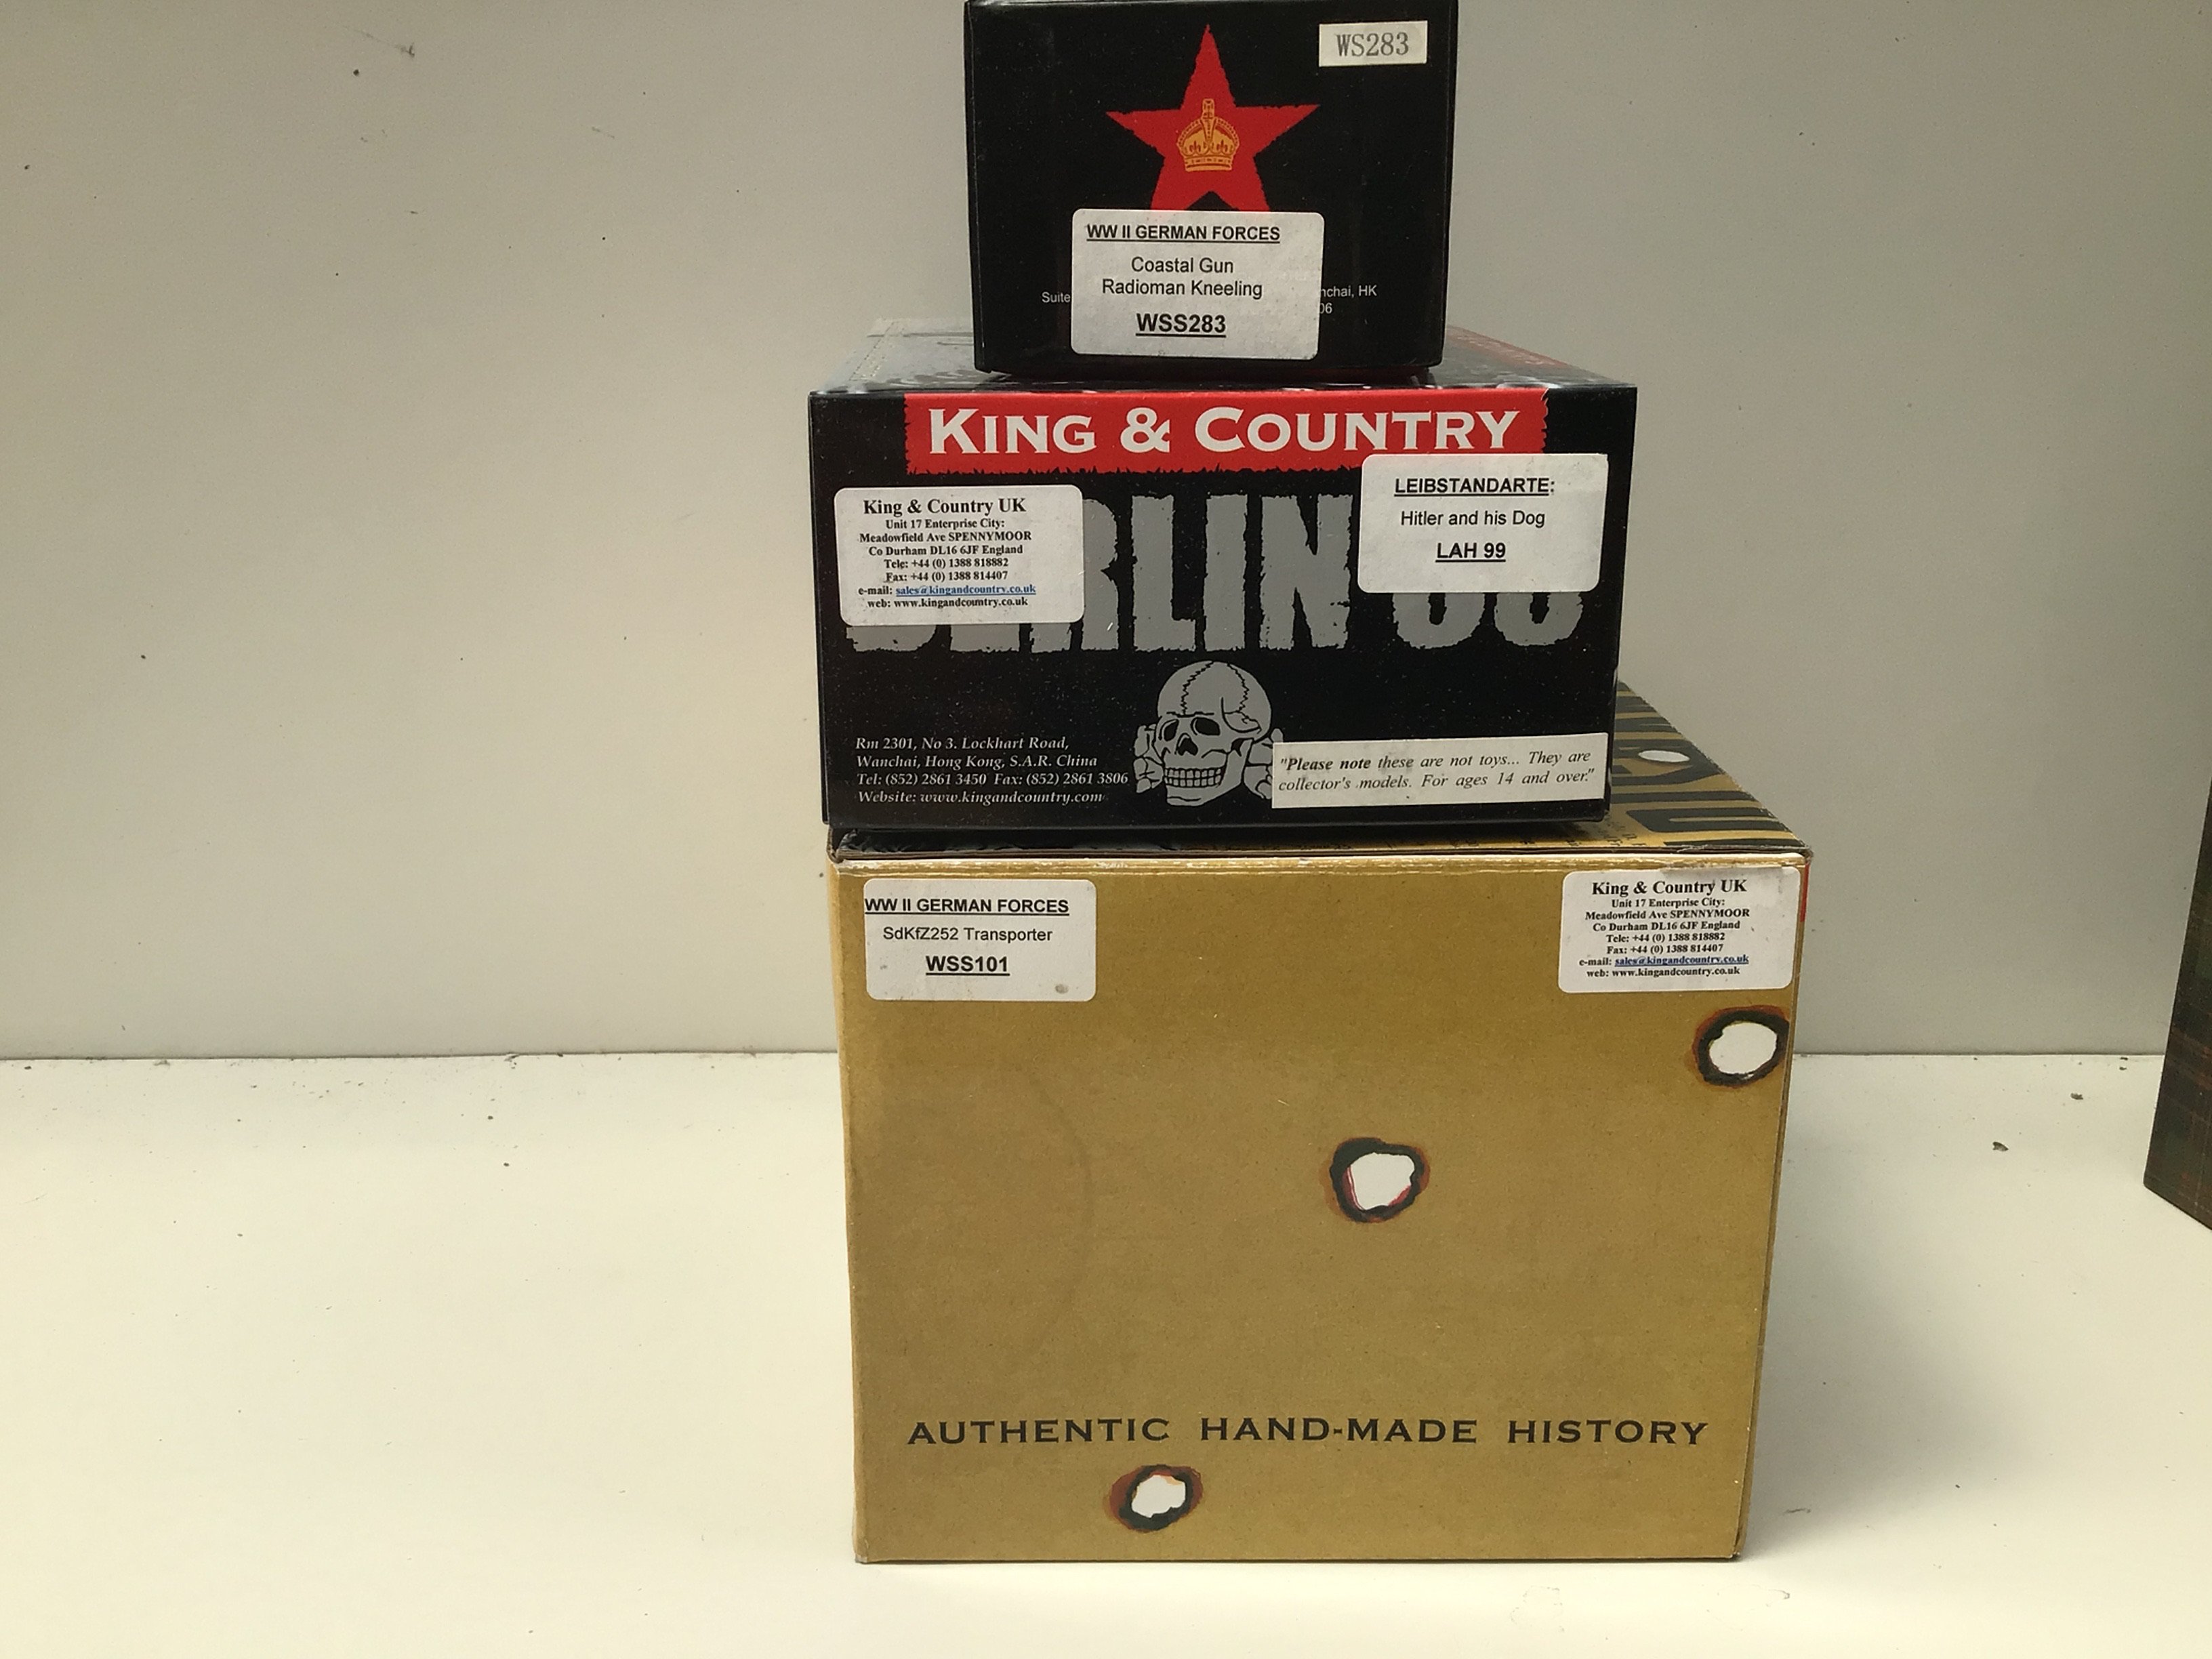 WS283
WW II GERMAN FORCES
Coastal Gun
Radioman Kneeling
WSS283
Suite
nchai, HK
06
KING & COUNTRY
King & Country UK
Unit 17 Enterprise City:
Meadowfield Ave SPENNYMOOR
Co Durham DL16 6JF England
Tele: +44 (0) 1388 818882
Fax: +44 (0) 1388 814407
e-mail: sales@kingandcountry.co.uk
web: www.kingandcountry.co.uk
LEIBSTANDARTE:
Hitler and his Dog
LAH 99
Rm 2301, No 3. Lockhart Road,
Wanchai, Hong Kong, S.A.R. China
Tel: (852) 2861 3450 Fax: (852) 2861 3806
Website: www.kingandcountry.com
"Please note these are not toys... They are
collector's models. For ages 14 and over."
WW II GERMAN FORCES
SdKfZ252 Transporter
WSS101
King & Country UK
Unit 17 Enterprise City:
Meadowfield Ave SPENNYMOOR
Co Durham DL16 6JF England
Tele: +44 (0) 1388 818882
Fax: +44 (0) 1388 814407
e-mail: sales@kingandcountry.co.uk
web: www.kingandcountry.co.uk
AUTHENTIC HAND-MADE HISTORY